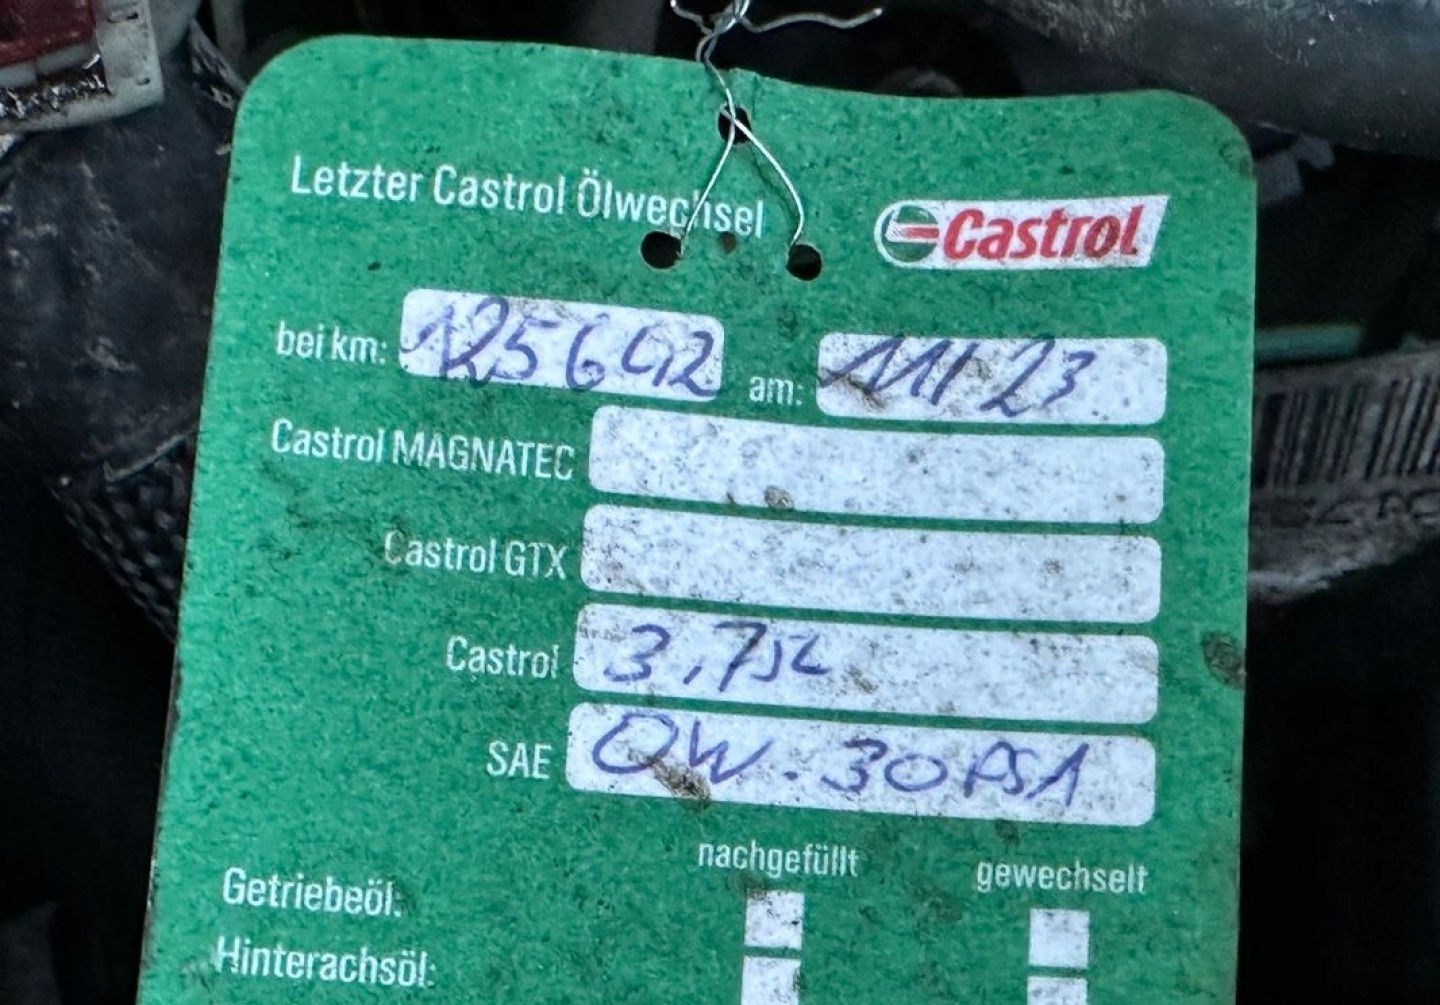 Letzter Castrol Ölwechsel
Castrol
bei km: 125692 am: 11/23
Castrol MAGNATEC
Castrol GTX
Castrol 3,75L
SAE 0W-30 PSA
nachgefüllt gewechselt
Getriebeöl:
Hinterachsöl: